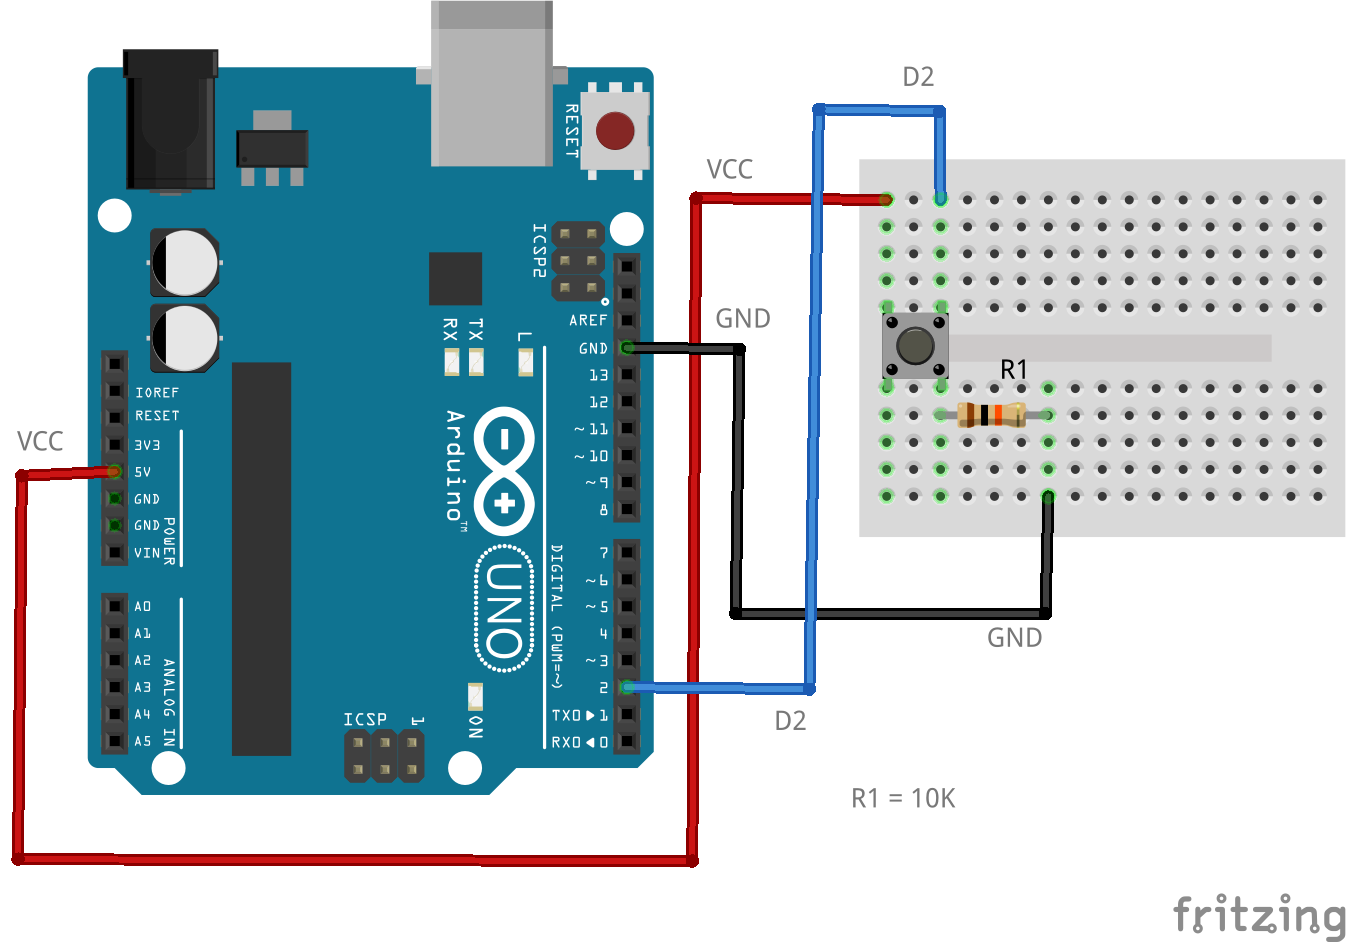 D2
VCC
RESET
ICSP2
AREF
GND
13
12
~11
~10
~9
8
7
~6
~5
4
~3
2
TX0▶1
RX0◀0
DIGITAL (PWM=~)
RX
TX
L
Arduino™
UNO
ON
ICSP
1
IOREF
RESET
3V3
5V
GND
GND
VIN
POWER
A0
A1
A2
A3
A4
A5
ANALOG IN
VCC
GND
R1
GND
D2
R1 = 10K
fritzing